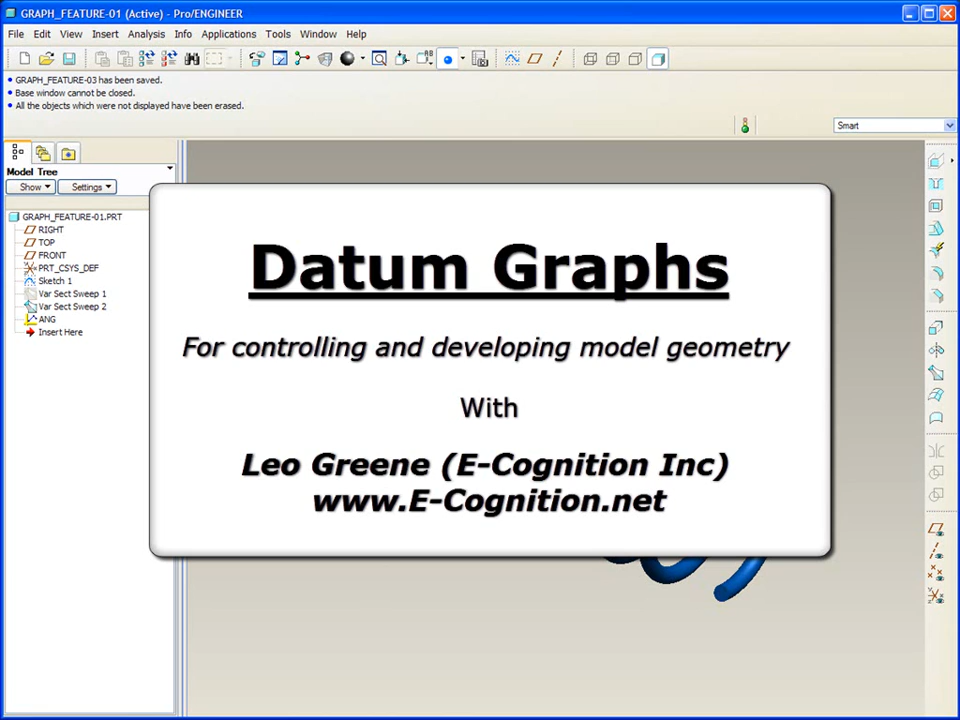 GRAPH_FEATURE-01 (Active) - Pro/ENGINEER
File Edit View Insert Analysis Info Applications Tools Window Help
GRAPH_FEATURE-03 has been saved.
Base window cannot be closed.
All the objects which were not displayed have been erased.
Smart
Model Tree
Show Settings
GRAPH_FEATURE-01.PRT
RIGHT
TOP
FRONT
PRT_CSYS_DEF
Sketch 1
Var Sect Sweep 1
Var Sect Sweep 2
ANG
Insert Here
Datum Graphs
For controlling and developing model geometry
With
Leo Greene (E-Cognition Inc)
www.E-Cognition.net